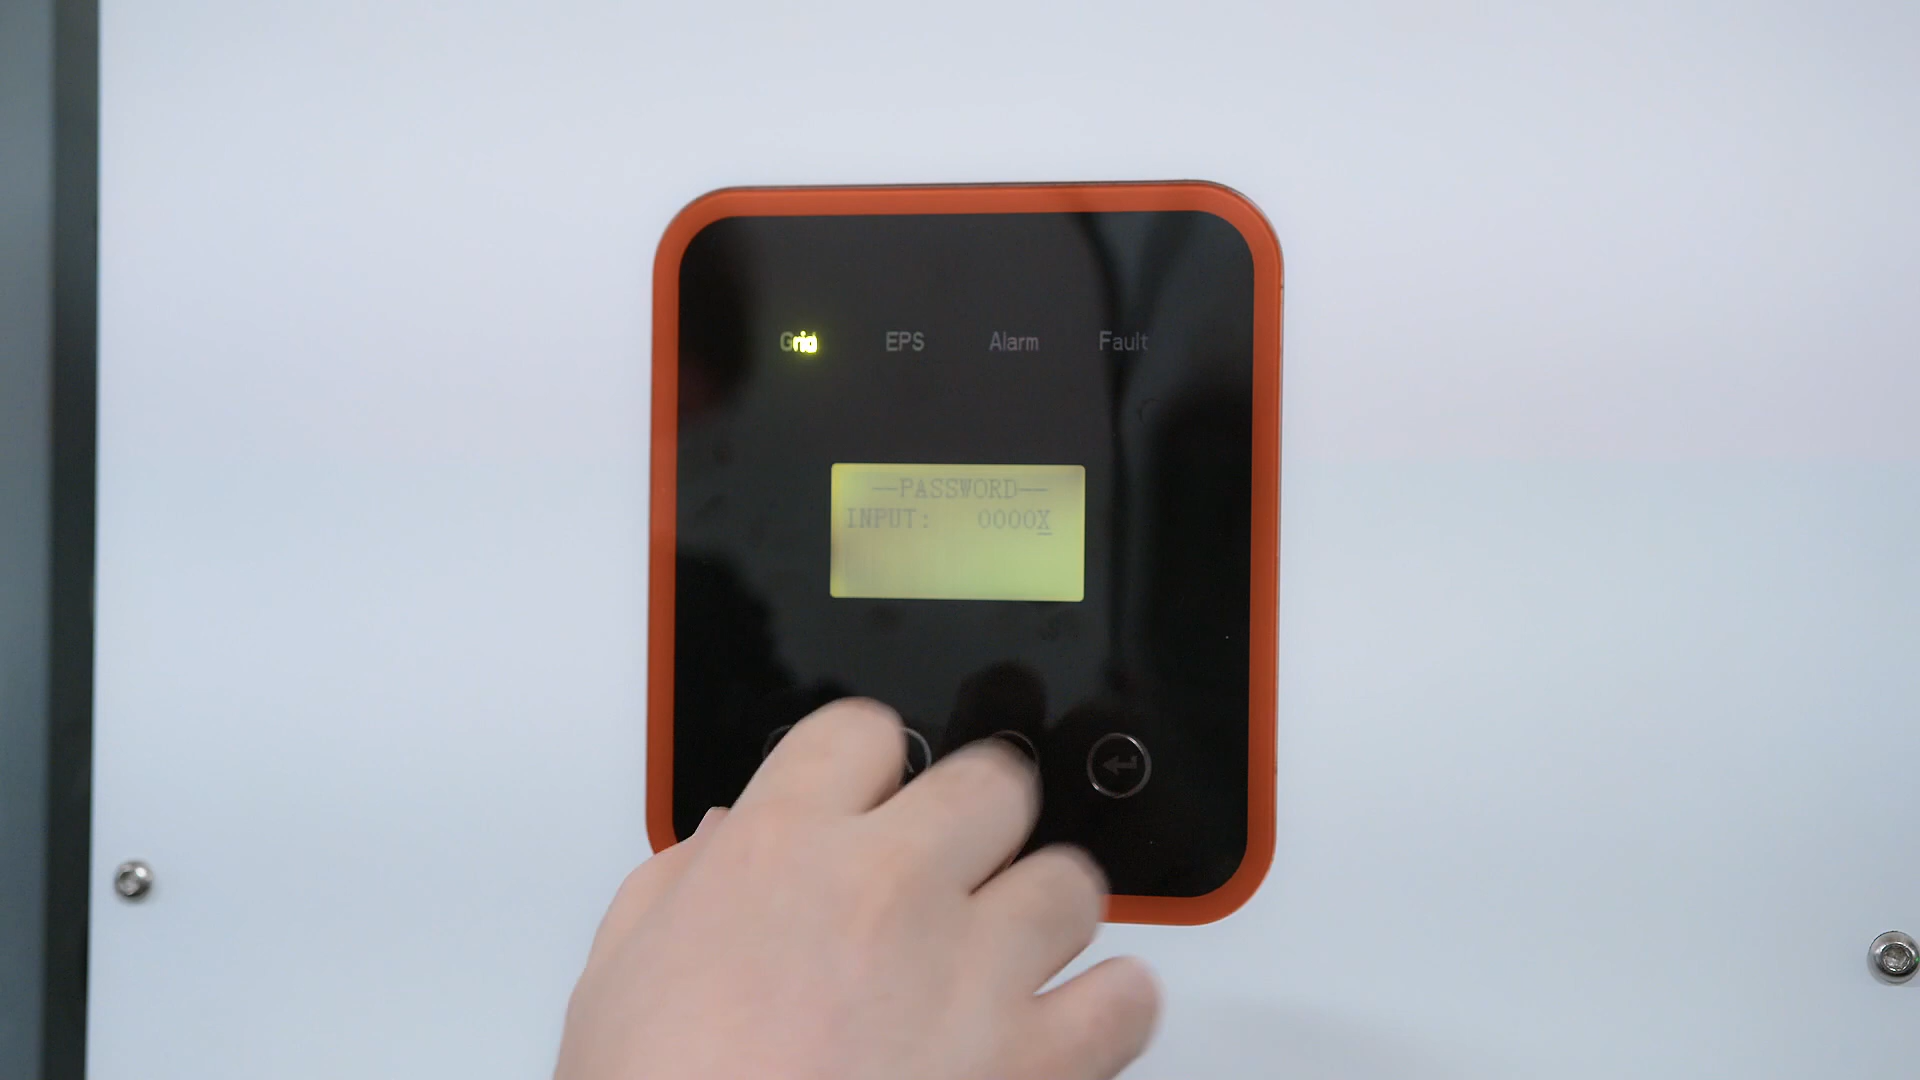 Grid EPS Alarm Fault
—PASSWORD—
INPUT: 0000X